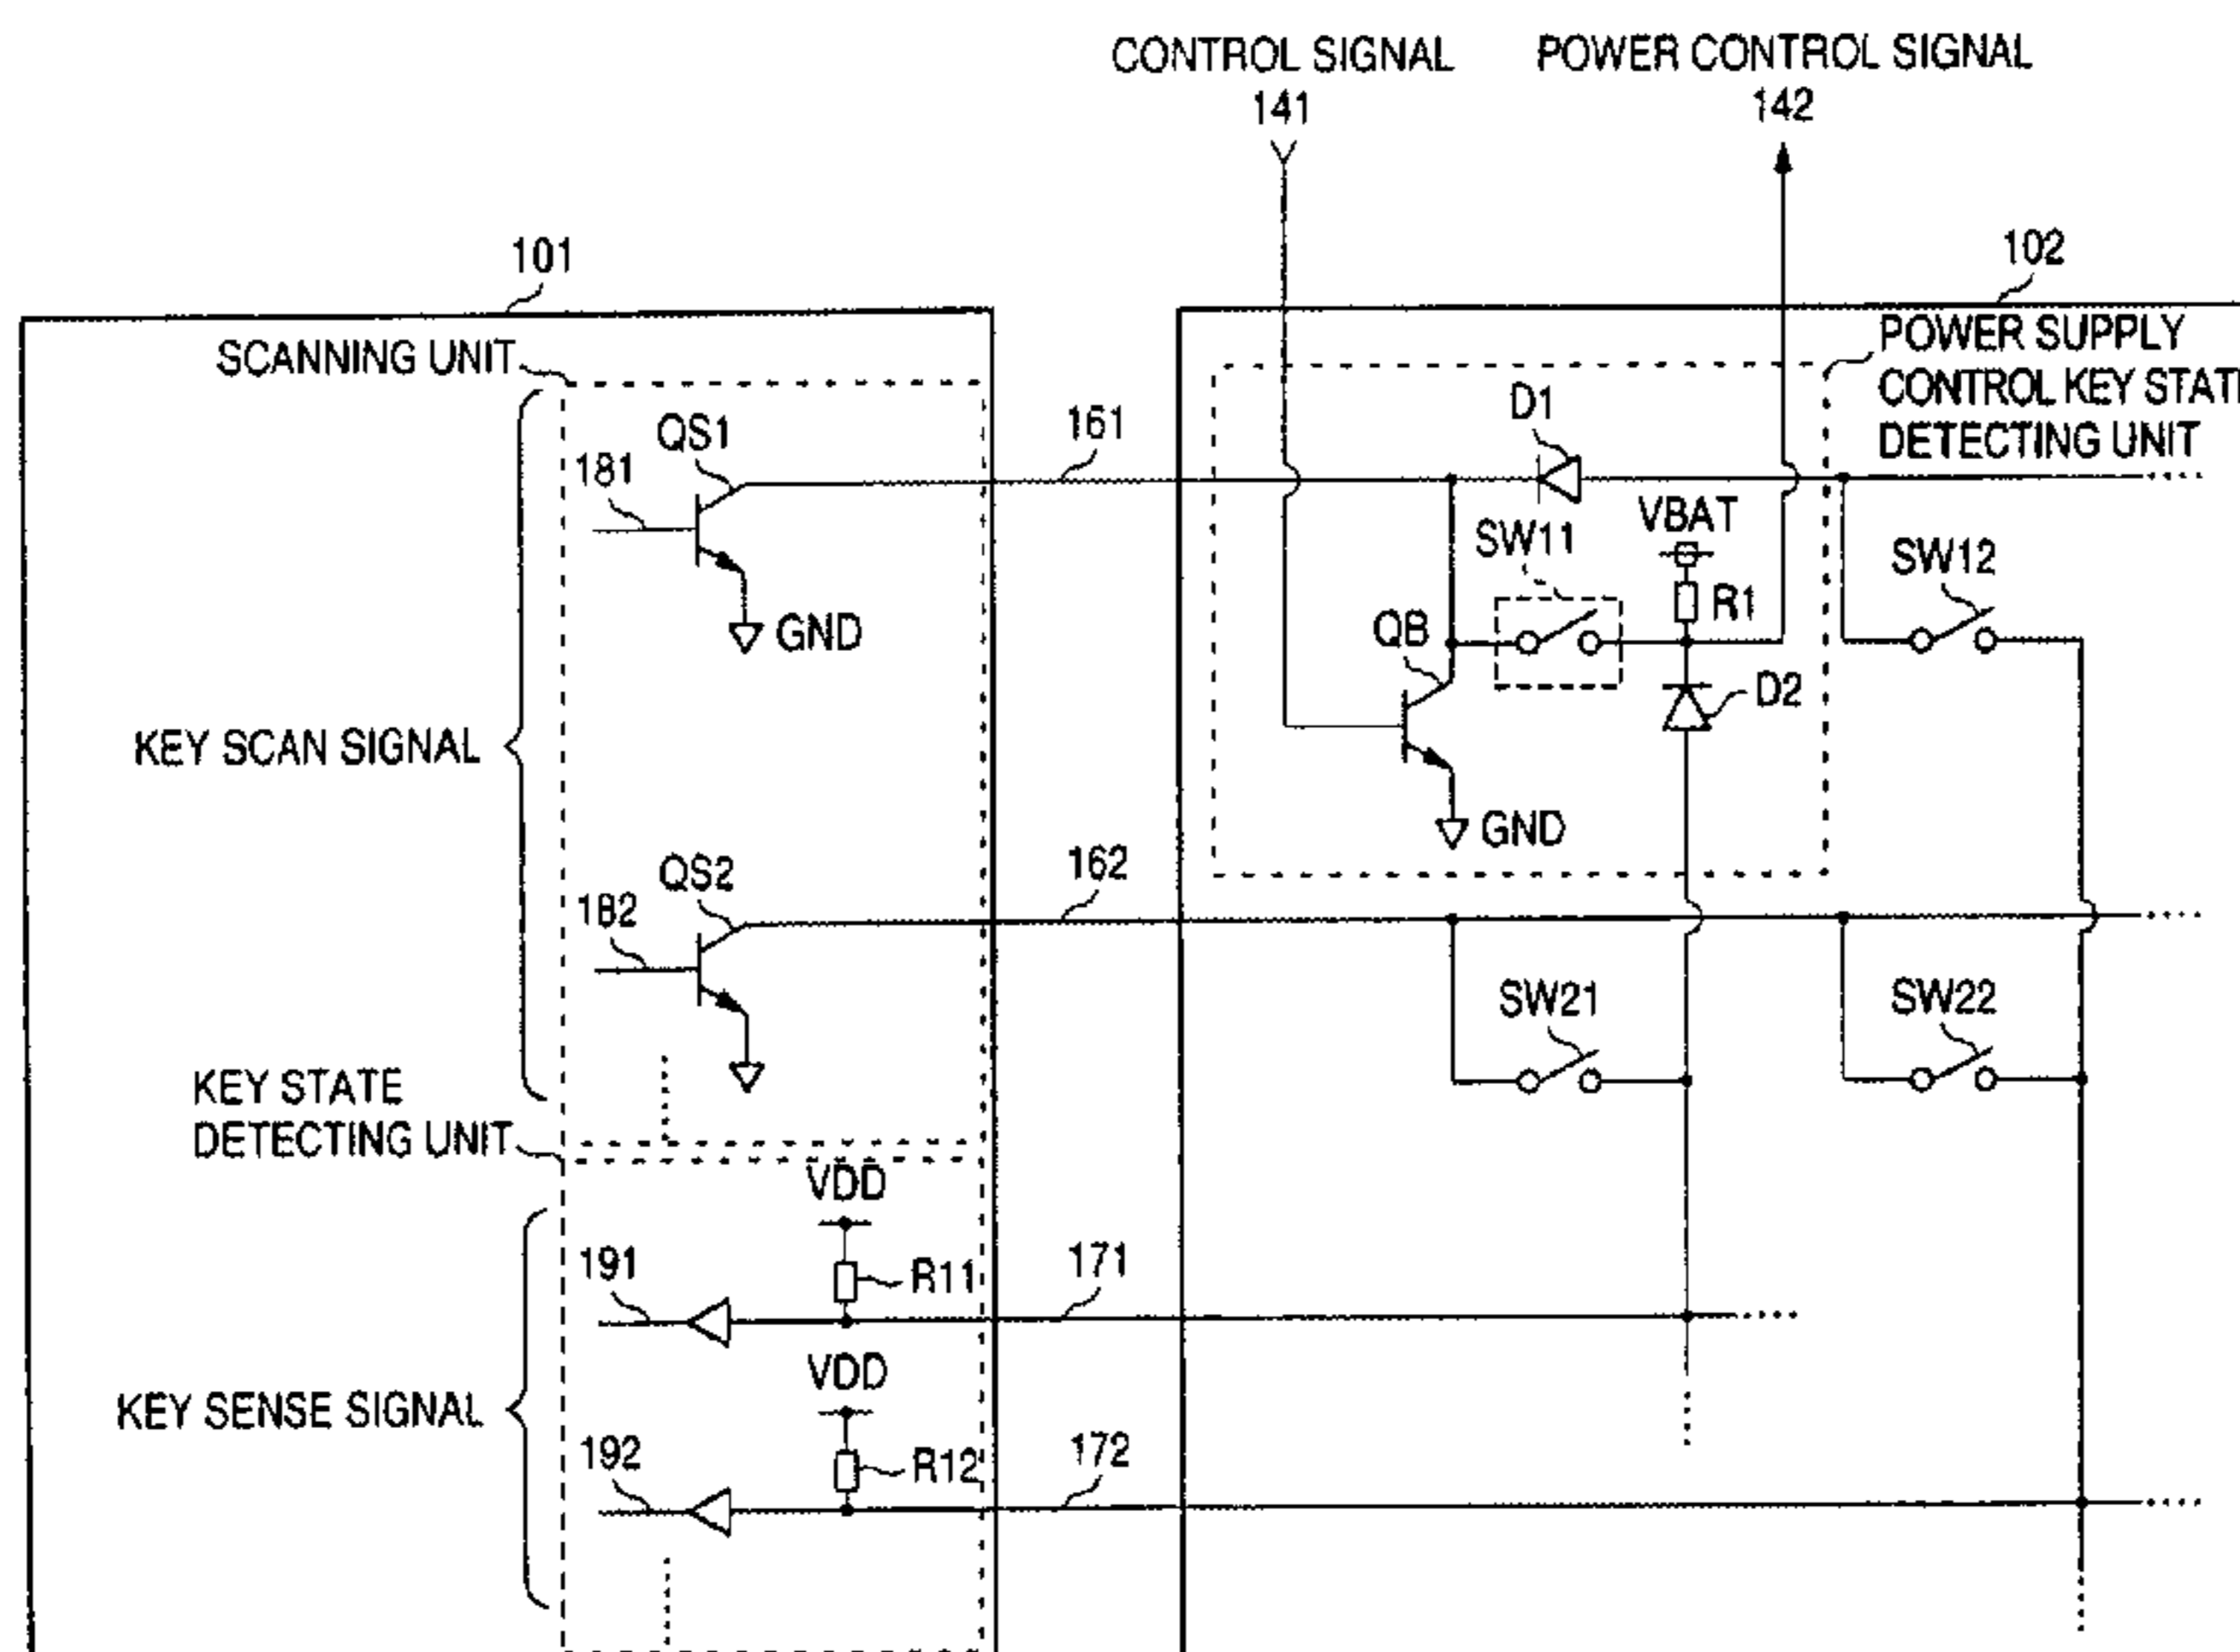 CONTROL SIGNAL
141
POWER CONTROL SIGNAL
142
101
102
SCANNING UNIT
POWER SUPPLY
CONTROL KEY STATE
DETECTING UNIT
QS1
181
161
D1
VBAT
SW11
R1
SW12
GND
QB
D2
KEY SCAN SIGNAL
GND
QS2
182
162
SW21
SW22
KEY STATE
DETECTING UNIT
VDD
191
R11
171
VDD
KEY SENSE SIGNAL
192
R12
172